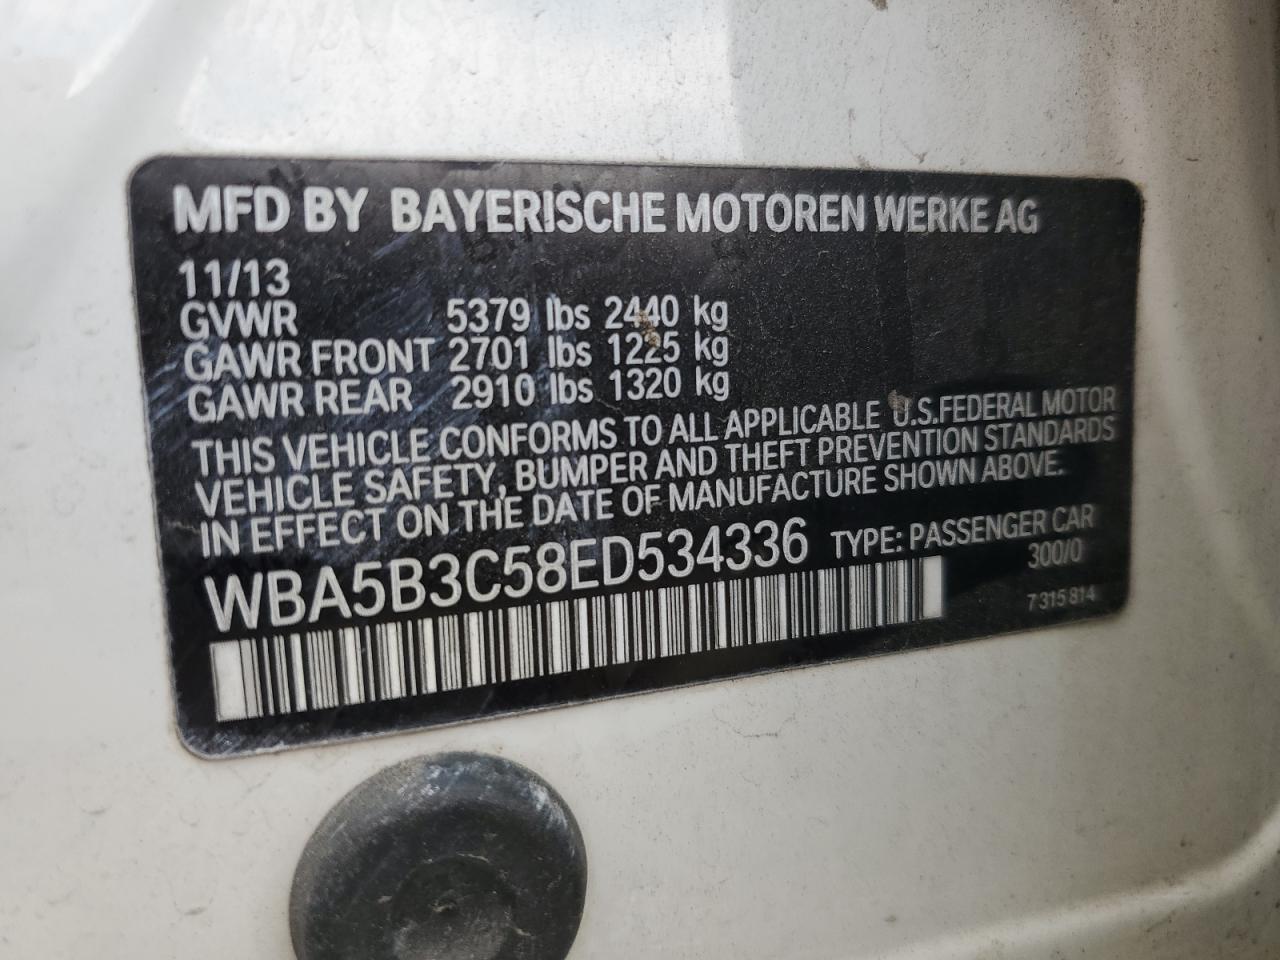 MFD BY BAYERISCHE MOTOREN WERKE AG
11/13
GVWR 5379 lbs 2440 kg
GAWR FRONT 2701 lbs 1225 kg
GAWR REAR 2910 lbs 1320 kg
THIS VEHICLE CONFORMS TO ALL APPLICABLE U.S.FEDERAL MOTOR
VEHICLE SAFETY, BUMPER AND THEFT PREVENTION STANDARDS
IN EFFECT ON THE DATE OF MANUFACTURE SHOWN ABOVE.
WBA5B3C58ED534336 TYPE: PASSENGER CAR
300/0
7 315 814